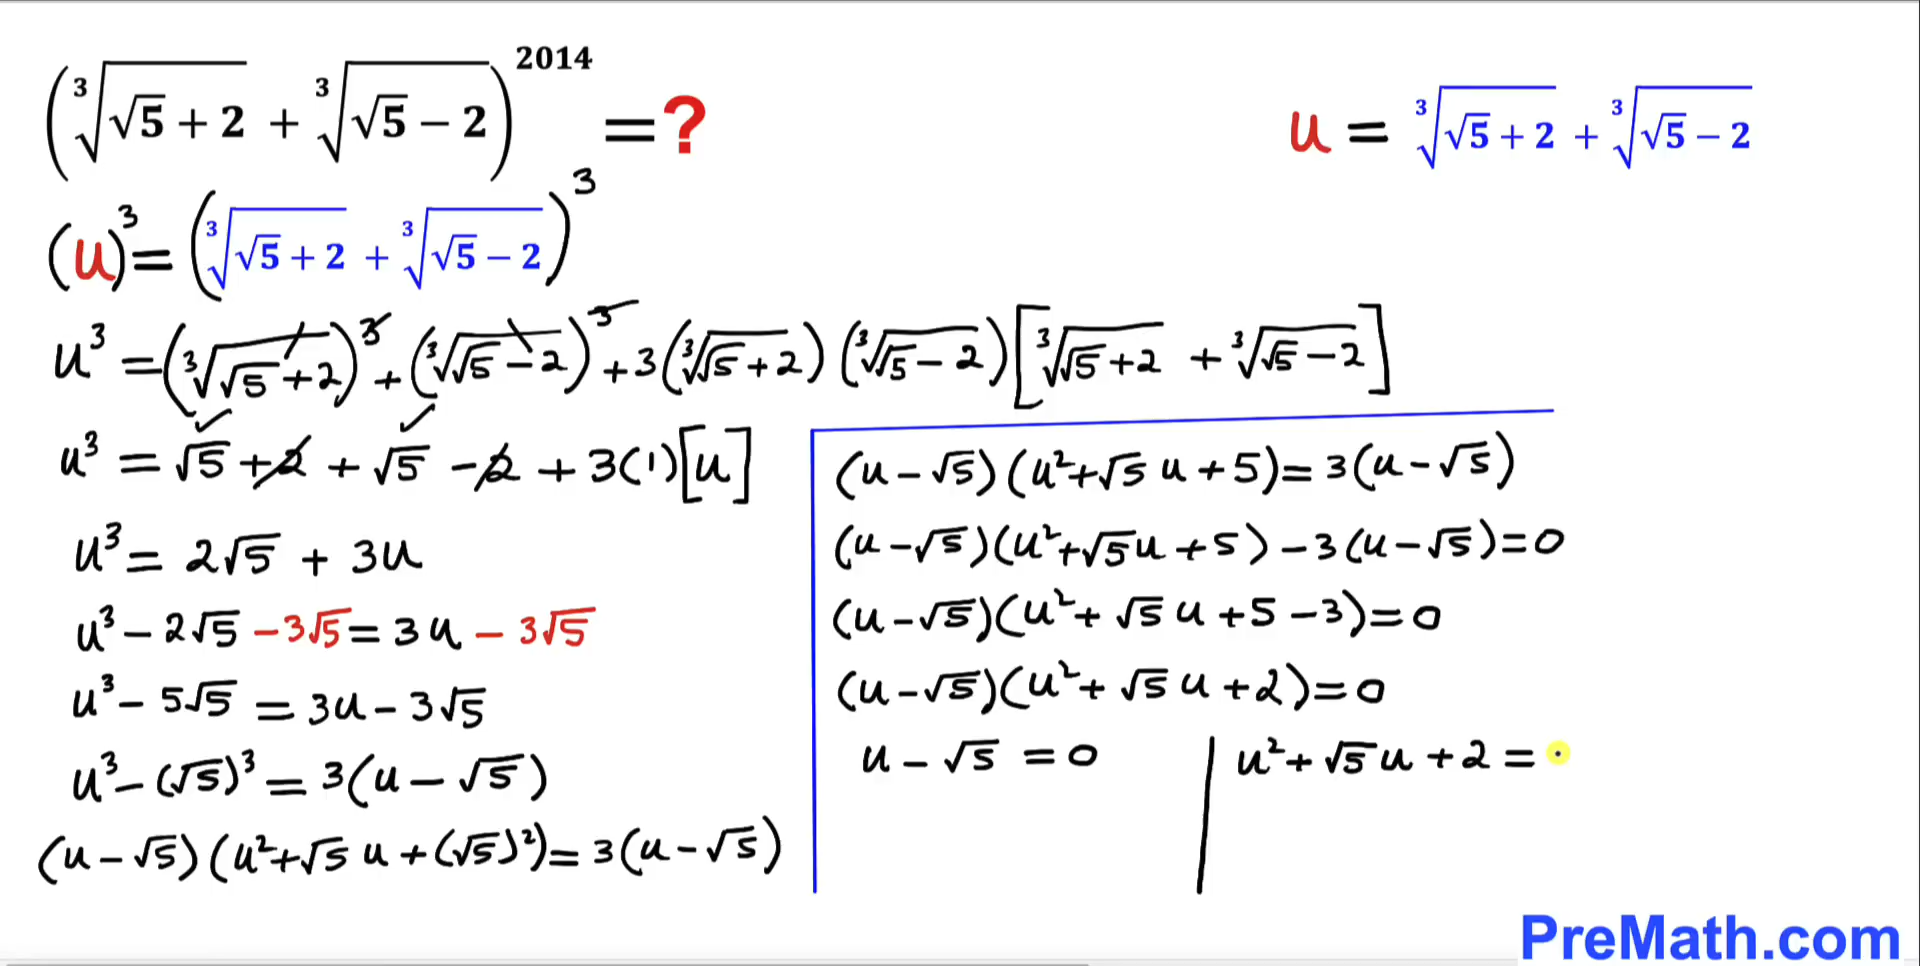 (∛(√5 + 2) + ∛(√5 − 2))^2014 = ?
u = ∛(√5 + 2) + ∛(√5 − 2)
(u)³ = (∛(√5 + 2) + ∛(√5 − 2))³
u³ = (∛(√5 + 2))³ + (∛(√5 − 2))³ + 3(∛(√5 + 2))(∛(√5 − 2))[∛(√5 + 2) + ∛(√5 − 2)]
u³ = √5 + 2 + √5 − 2 + 3(1)[u]
u³ = 2√5 + 3u
u³ − 2√5 − 3√5 = 3u − 3√5
u³ − 5√5 = 3u − 3√5
u³ − (√5)³ = 3(u − √5)
(u − √5)(u² + √5 u + (√5)²) = 3(u − √5)
(u − √5)(u² + √5 u + 5) = 3(u − √5)
(u − √5)(u² + √5 u + 5) − 3(u − √5) = 0
(u − √5)(u² + √5 u + 5 − 3) = 0
(u − √5)(u² + √5 u + 2) = 0
u − √5 = 0
u² + √5 u + 2 =
PreMath.com